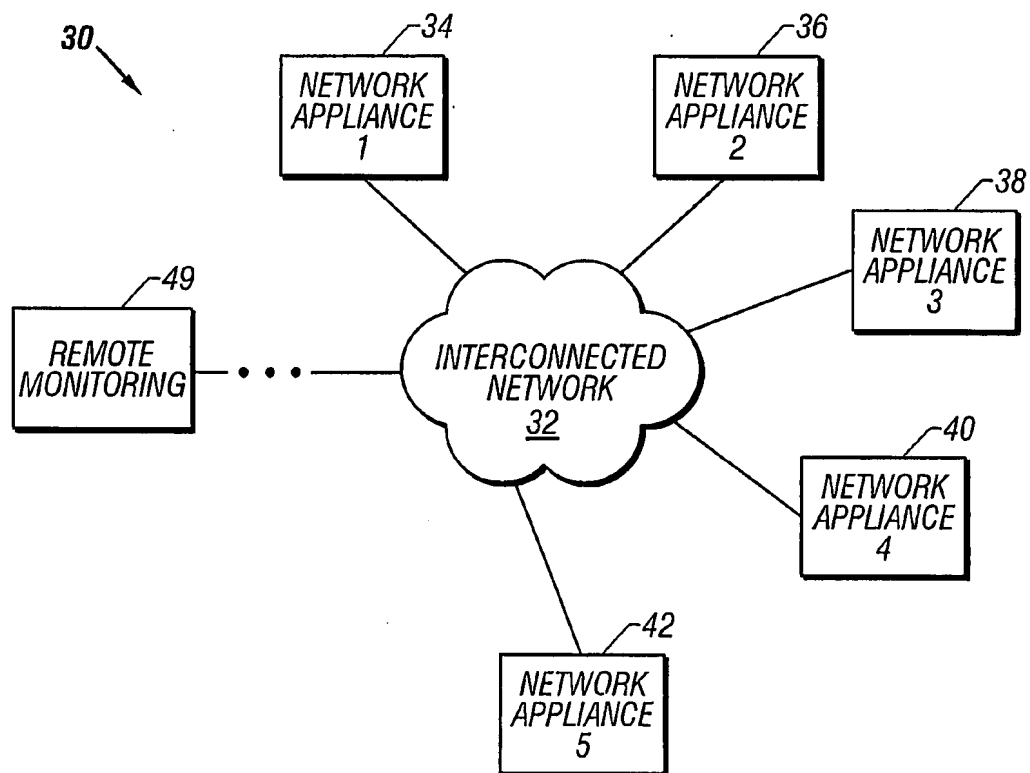 30
34
NETWORK
APPLIANCE
1
36
NETWORK
APPLIANCE
2
38
NETWORK
APPLIANCE
3
49
REMOTE
MONITORING
INTERCONNECTED
NETWORK
32
40
NETWORK
APPLIANCE
4
42
NETWORK
APPLIANCE
5